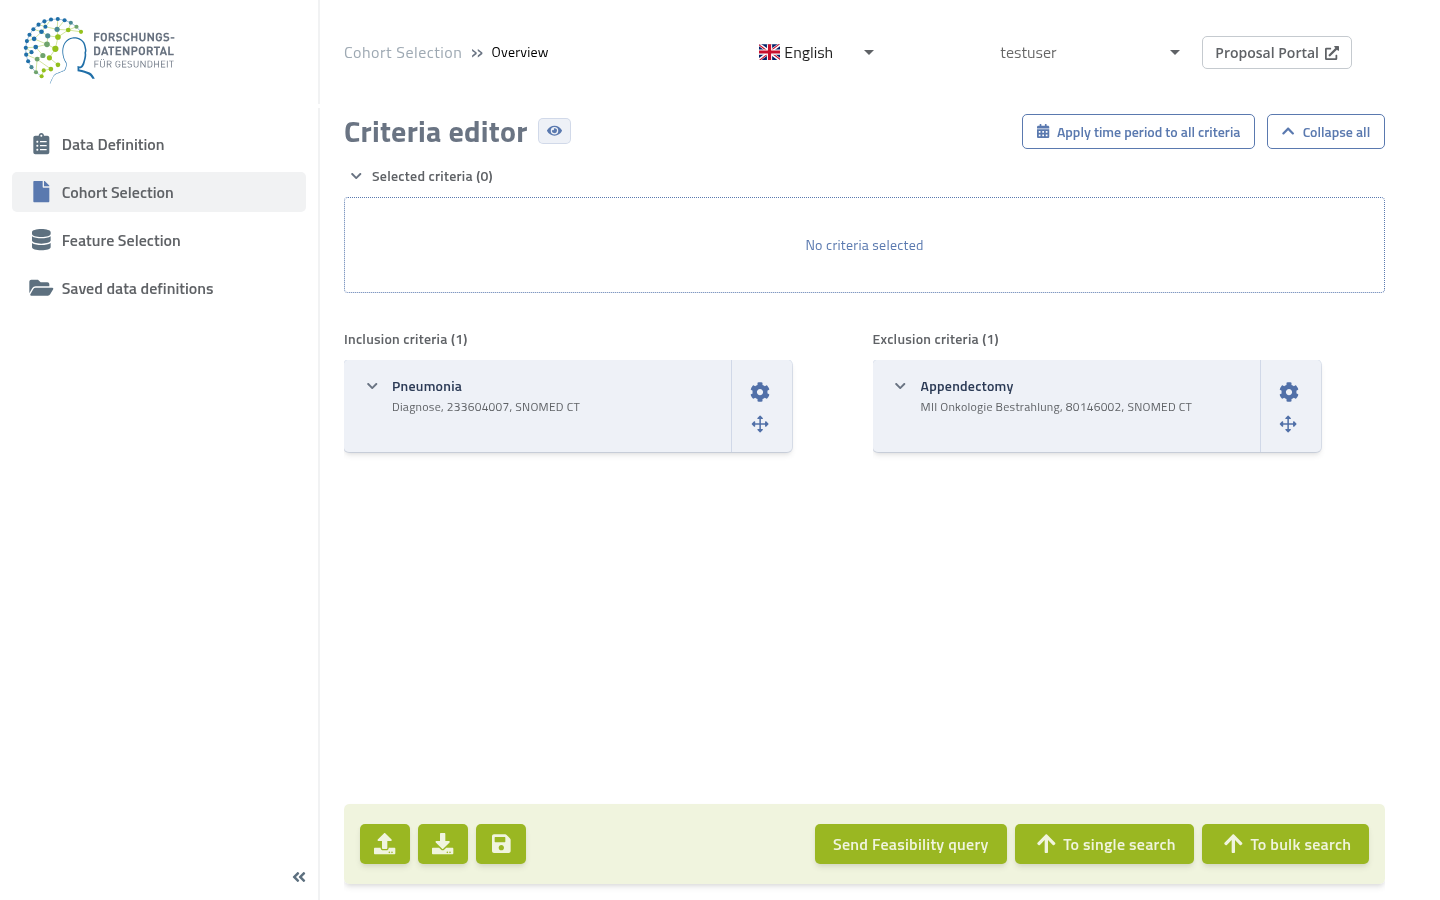 FORSCHUNGS-
DATENPORTAL
FÜR GESUNDHEIT
Cohort Selection » Overview
English
testuser
Proposal Portal
Data Definition
Cohort Selection
Feature Selection
Saved data definitions
Criteria editor
Apply time period to all criteria
Collapse all
Selected criteria (0)
No criteria selected
Inclusion criteria (1)
Pneumonia
Diagnose, 233604007, SNOMED CT
Exclusion criteria (1)
Appendectomy
MII Onkologie Bestrahlung, 80146002, SNOMED CT
Send Feasibility query
To single search
To bulk search